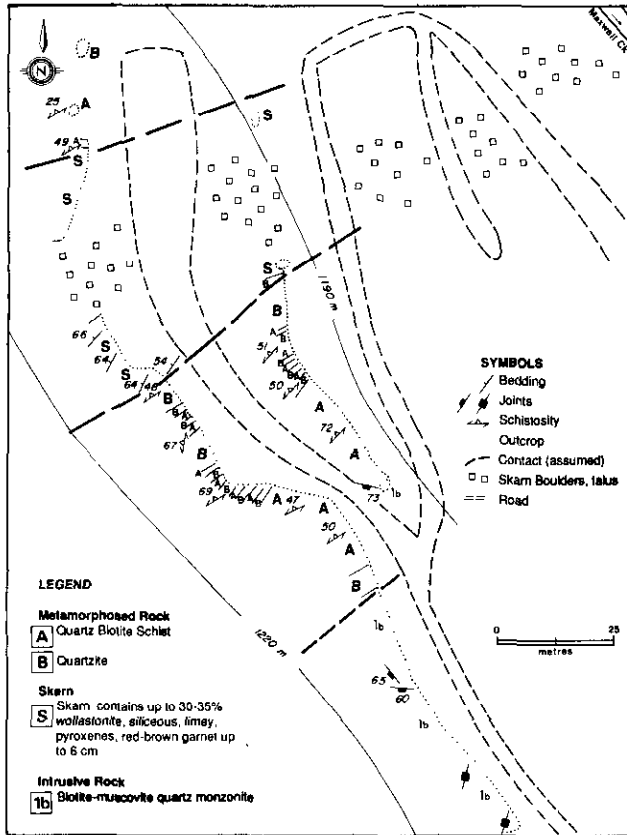 Maxwell Ck
N
B
25
A
49
A
S
S
S
S
B
1190 m
B
66
S
64
S
64
46
54
B
A
B
A
B
67
B
A
B
A
B
A
B
69
A
47
50
A
B
A
B
A
B
51
50
A
72
A
73
1b
SYMBOLS
Bedding
Joints
Schistosity
Outcrop
Contact (assumed)
Skarn Boulders, talus
Road
0 25
metres
1220 m
1b
65
60
1b
1b
LEGEND
Metamorphosed Rock
A Quartz Biotite Schist
B Quartzite
Skarn
S Skarn contains up to 30-35%
wollastonite, siliceous, limey,
pyroxenes, red-brown garnet up
to 6 cm
Intrusive Rock
1b Biotite-muscovite quartz monzonite